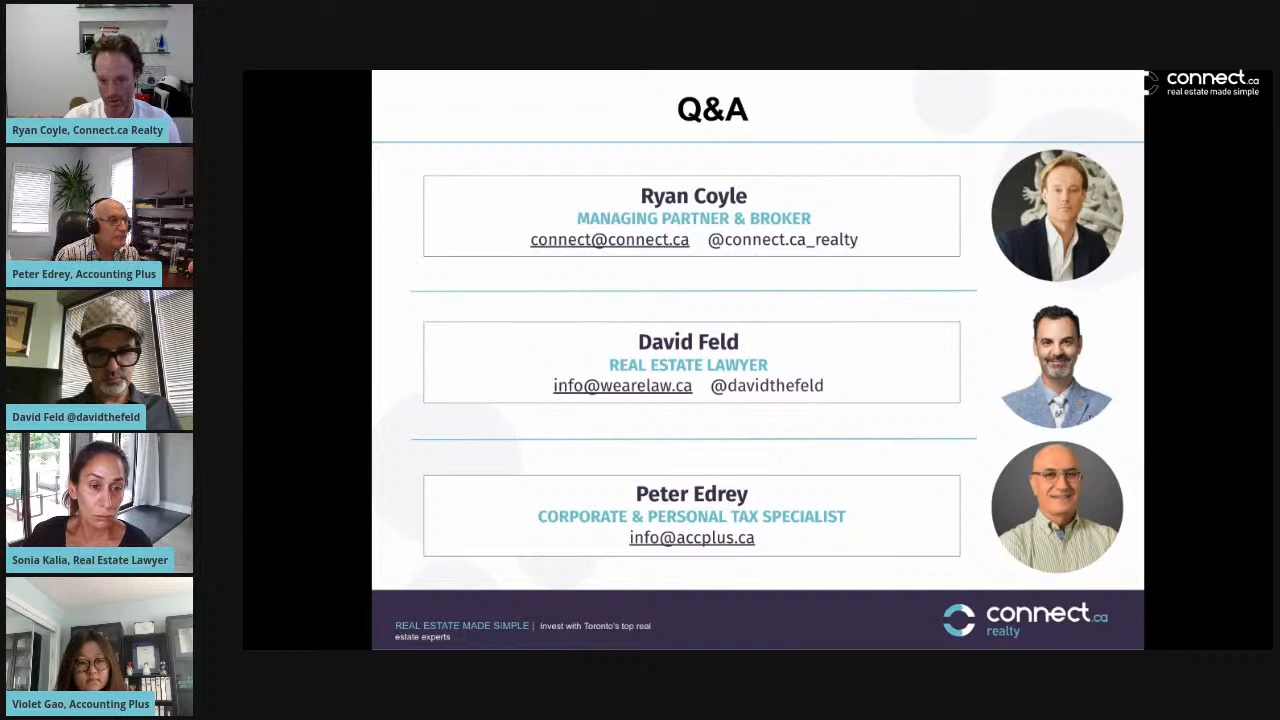 Ryan Coyle, Connect.ca Realty
Peter Edrey, Accounting Plus
David Feld @davidthefeld
Sonia Kalia, Real Estate Lawyer
Violet Gao, Accounting Plus
connect.ca
real estate made simple
Q&A
Ryan Coyle
MANAGING PARTNER & BROKER
connect@connect.ca @connect.ca_realty
David Feld
REAL ESTATE LAWYER
info@wearelaw.ca @davidthefeld
Peter Edrey
CORPORATE & PERSONAL TAX SPECIALIST
info@accplus.ca
REAL ESTATE MADE SIMPLE | Invest with Toronto's top real
estate experts
connect.ca
realty